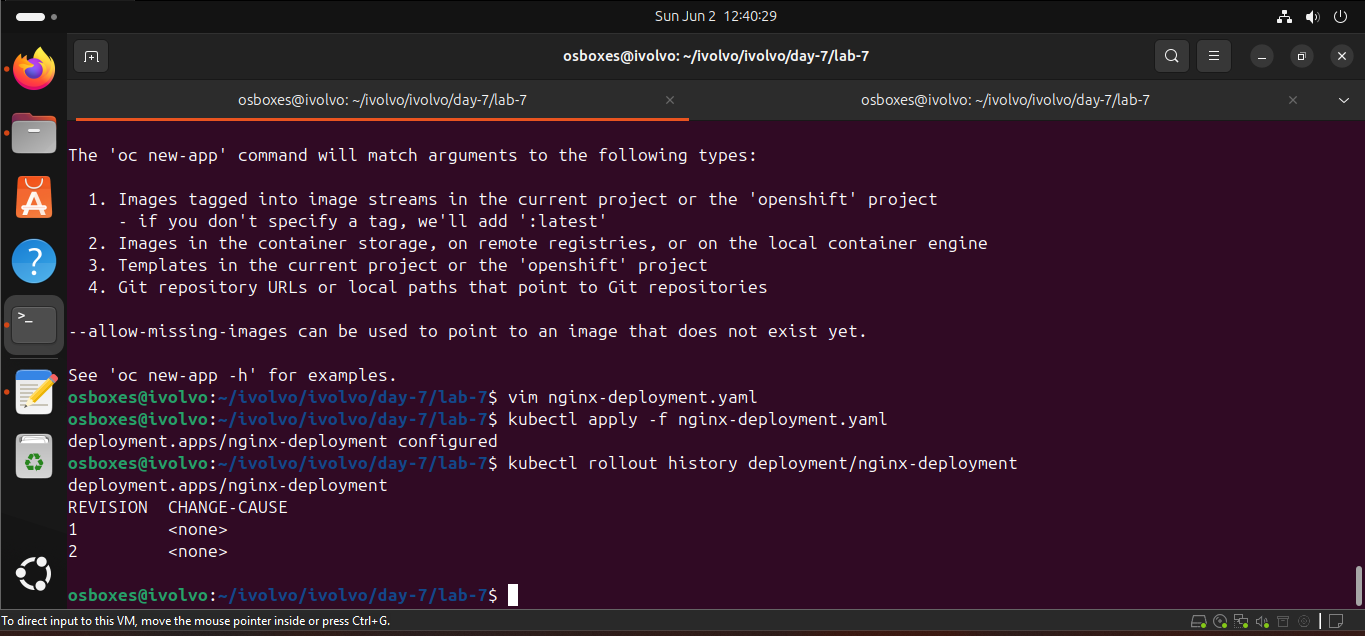 Sun Jun 2 12:40:29
osboxes@ivolvo: ~/ivolvo/ivolvo/day-7/lab-7
osboxes@ivolvo: ~/ivolvo/ivolvo/day-7/lab-7
osboxes@ivolvo: ~/ivolvo/ivolvo/day-7/lab-7
The 'oc new-app' command will match arguments to the following types:
1. Images tagged into image streams in the current project or the 'openshift' project
- if you don't specify a tag, we'll add ':latest'
2. Images in the container storage, on remote registries, or on the local container engine
3. Templates in the current project or the 'openshift' project
4. Git repository URLs or local paths that point to Git repositories
--allow-missing-images can be used to point to an image that does not exist yet.
See 'oc new-app -h' for examples.
osboxes@ivolvo:~/ivolvo/ivolvo/day-7/lab-7$ vim nginx-deployment.yaml
osboxes@ivolvo:~/ivolvo/ivolvo/day-7/lab-7$ kubectl apply -f nginx-deployment.yaml
deployment.apps/nginx-deployment configured
osboxes@ivolvo:~/ivolvo/ivolvo/day-7/lab-7$ kubectl rollout history deployment/nginx-deployment
deployment.apps/nginx-deployment
REVISION  CHANGE-CAUSE
1         <none>
2         <none>
osboxes@ivolvo:~/ivolvo/ivolvo/day-7/lab-7$
To direct input to this VM, move the mouse pointer inside or press Ctrl+G.